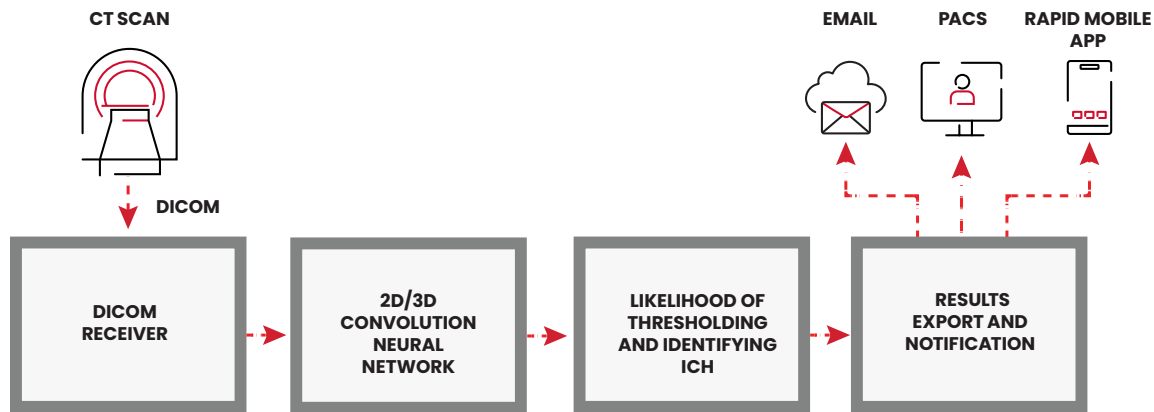 CT SCAN
EMAIL
PACS
RAPID MOBILE
APP
DICOM
DICOM
RECEIVER
2D/3D
CONVOLUTION
NEURAL
NETWORK
LIKELIHOOD OF
THRESHOLDING
AND IDENTIFYING
ICH
RESULTS
EXPORT AND
NOTIFICATION